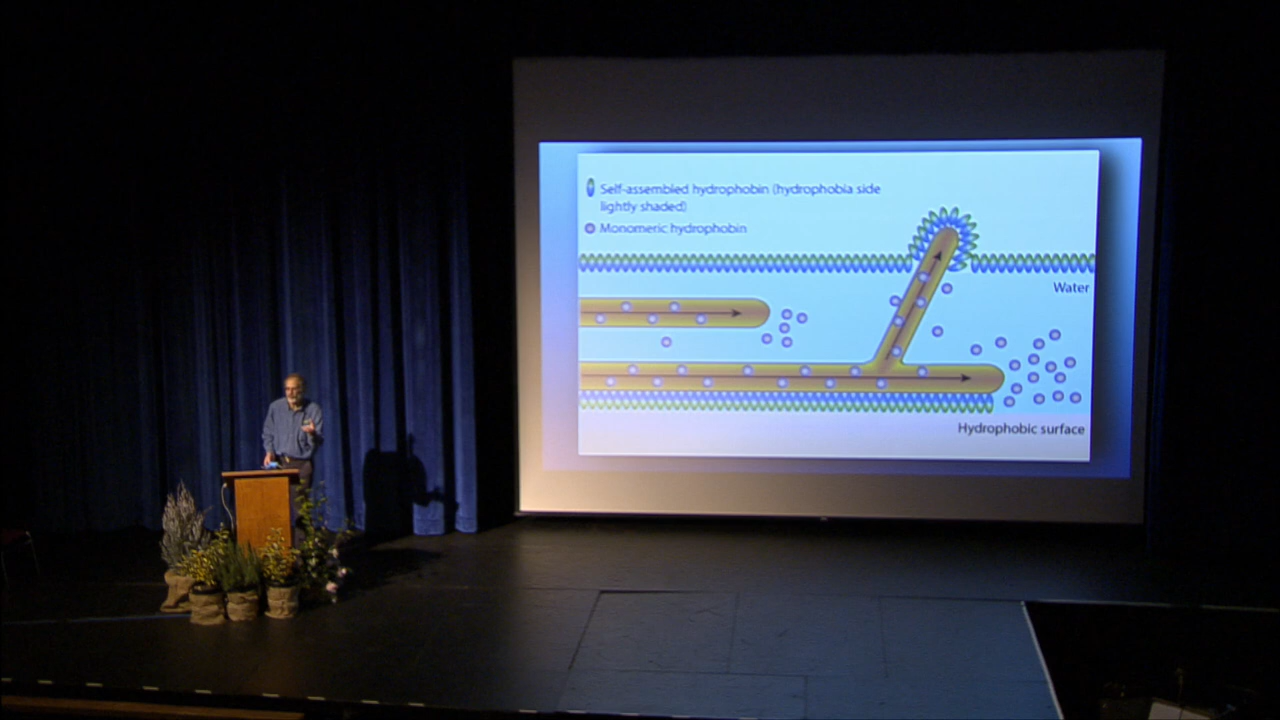 Self-assembled hydrophobin (hydrophobia side
lightly shaded)
Monomeric hydrophobin
Water
Hydrophobic surface